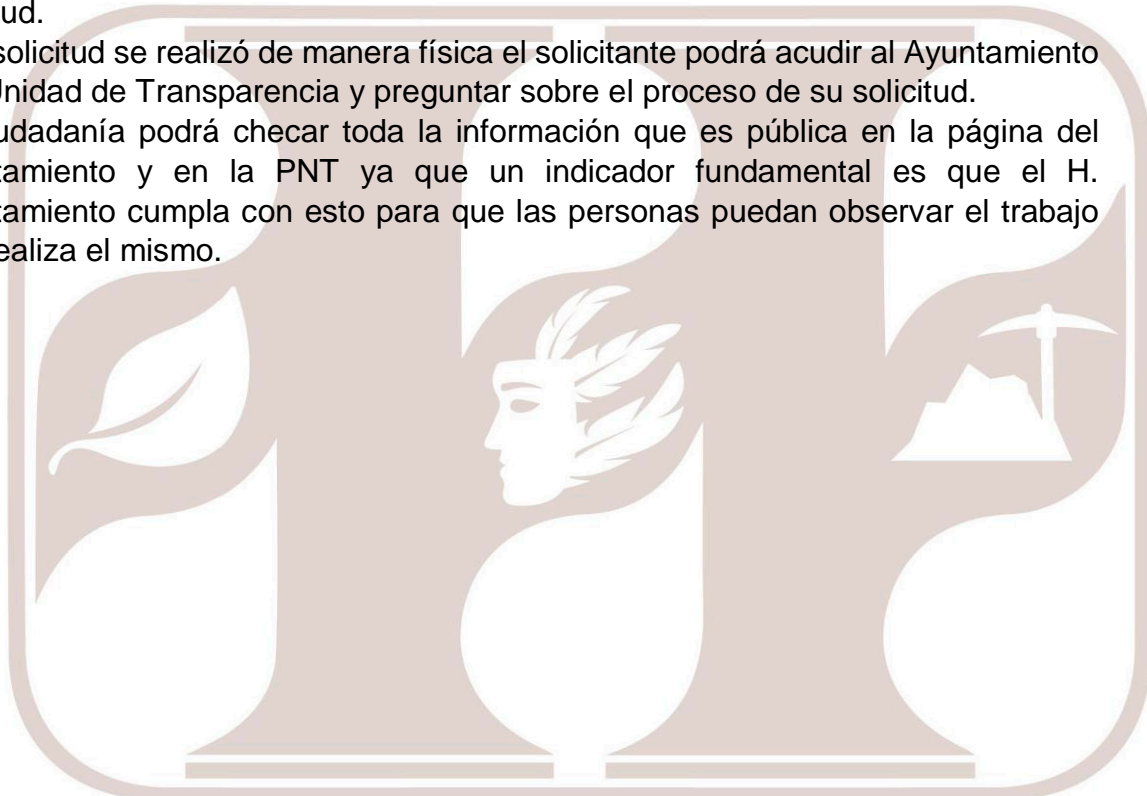 ud.
solicitud se realizó de manera física el solicitante podrá acudir al Ayuntamiento
Unidad de Transparencia y preguntar sobre el proceso de su solicitud.
udadanía podrá checar toda la información que es pública en la página del
tamiento y en la PNT ya que un indicador fundamental es que el H.
tamiento cumpla con esto para que las personas puedan observar el trabajo
ealiza el mismo.